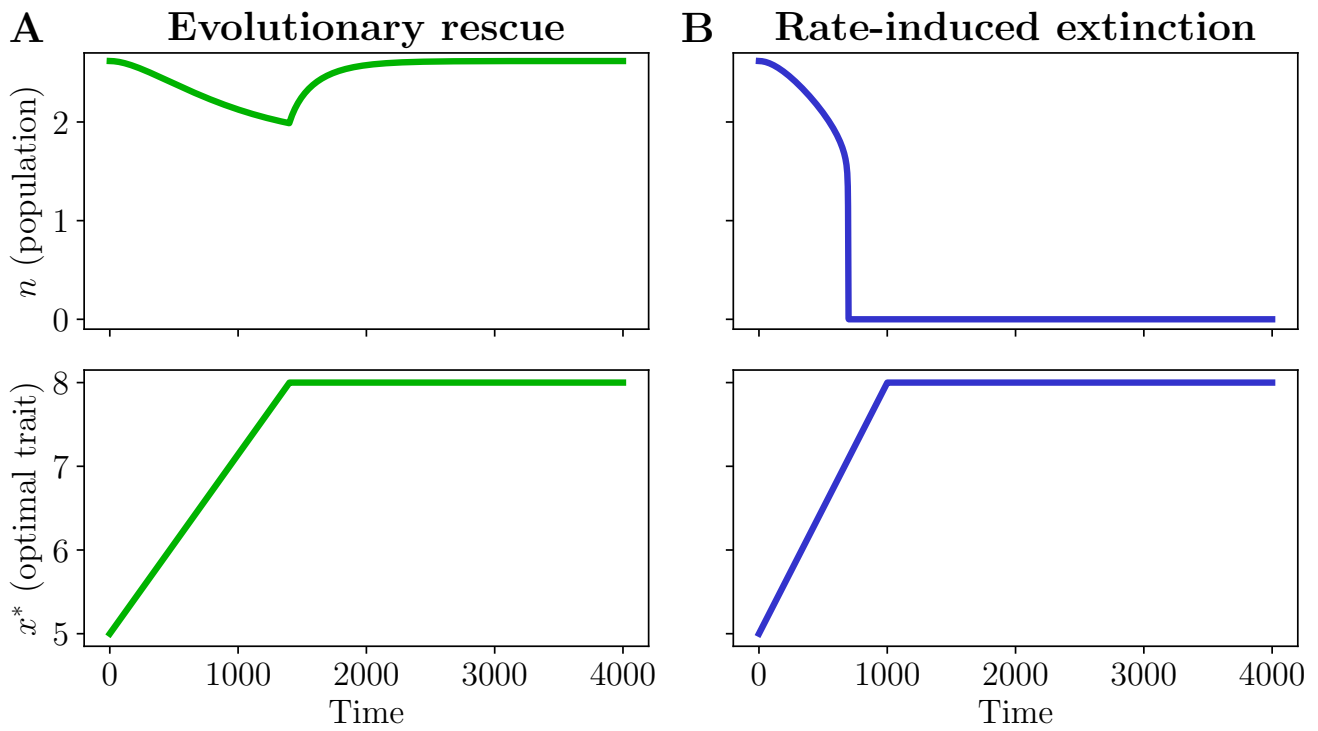 A Evolutionary rescue
B Rate-induced extinction
n (population)
2
1
0
x* (optimal trait)
8
7
6
5
0 1000 2000 3000 4000
Time
0 1000 2000 3000 4000
Time